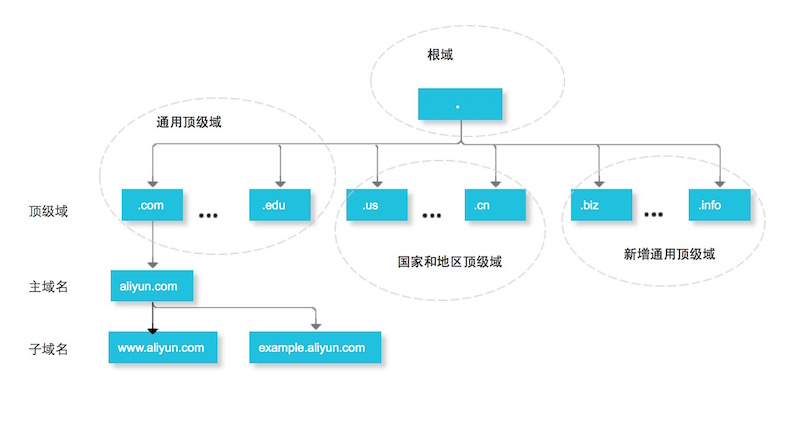 根域
.
通用顶级域
顶级域
.com
...
.edu
.us
...
.cn
.biz
...
.info
国家和地区顶级域
新增通用顶级域
主域名
aliyun.com
子域名
www.aliyun.com
example.aliyun.com